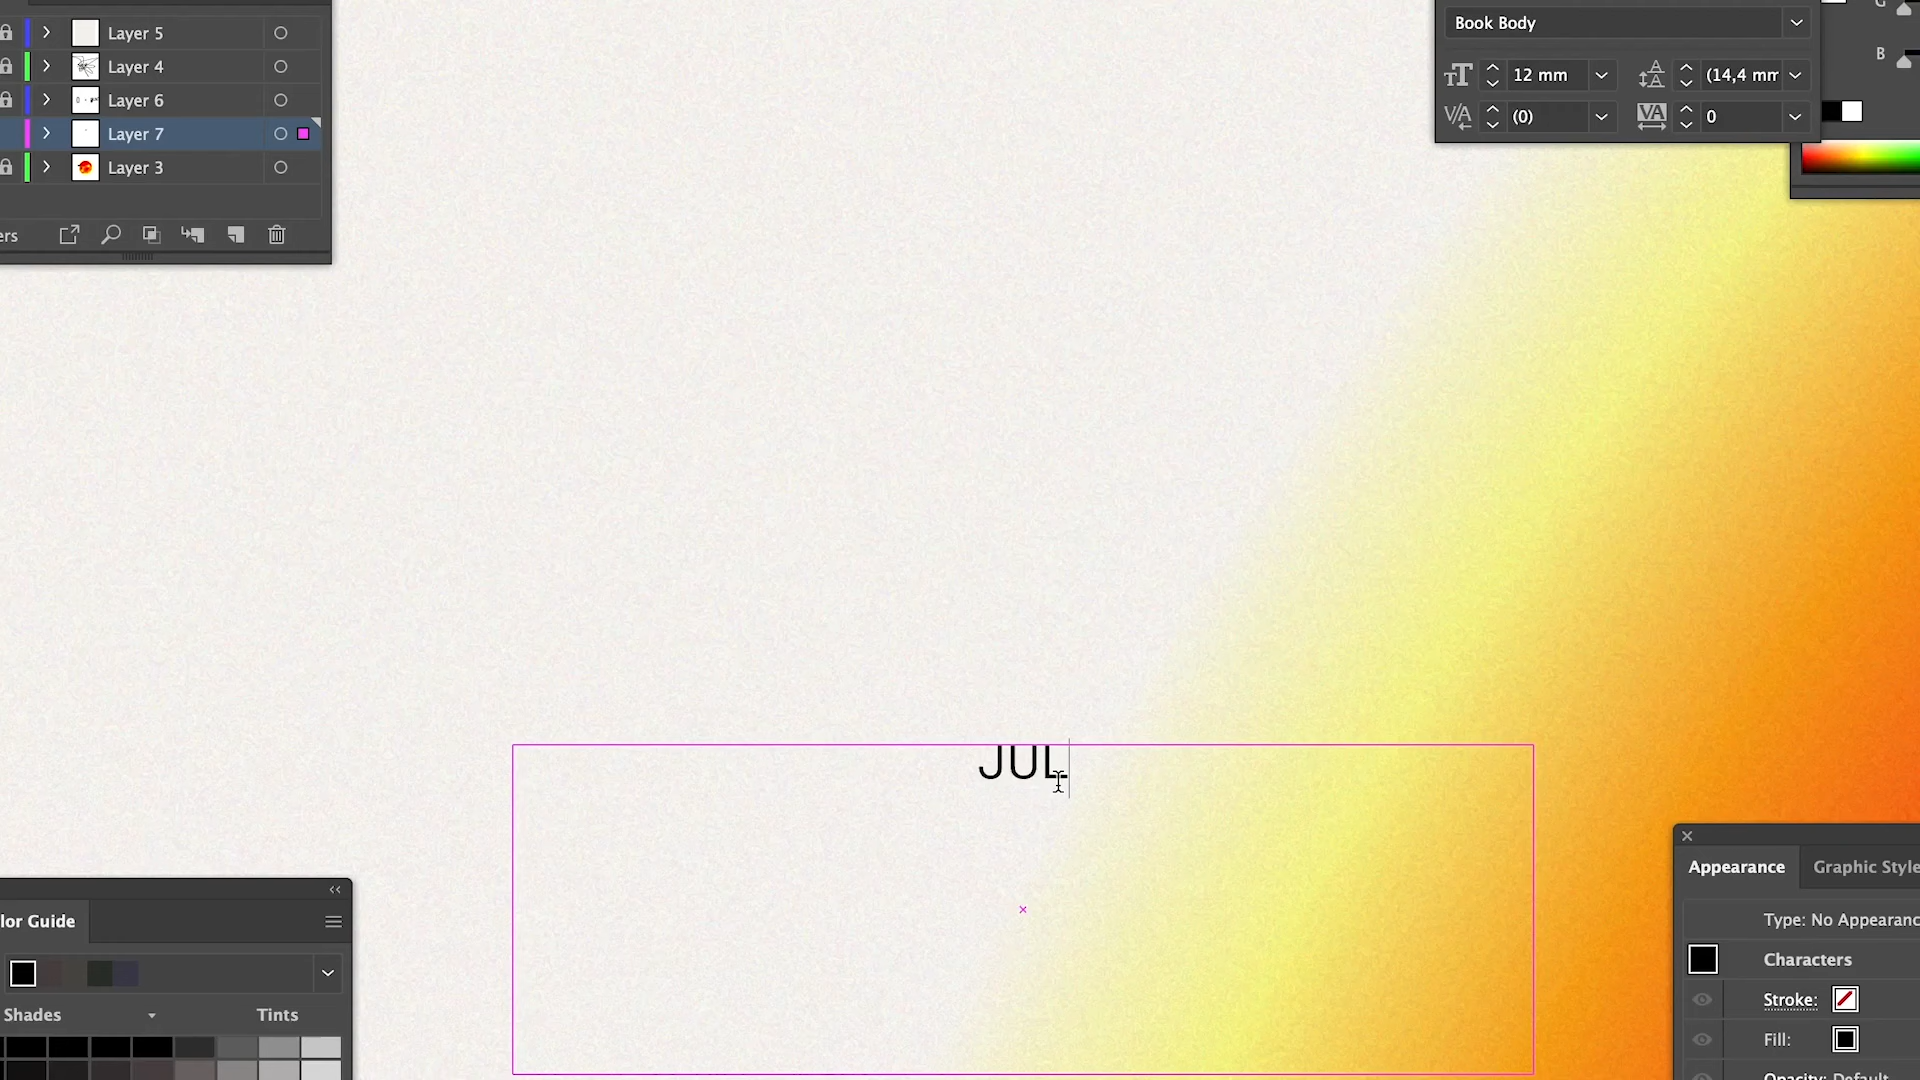 Layer 5
Layer 4
Layer 6
Layer 7
Layer 3
ers
Book Body
12 mm
(14,4 mm
(0)
0
B
JUL
lor Guide
Shades
Tints
Appearance
Graphic Style
Type: No Appearanc
Characters
Stroke:
Fill:
Opacity: Default